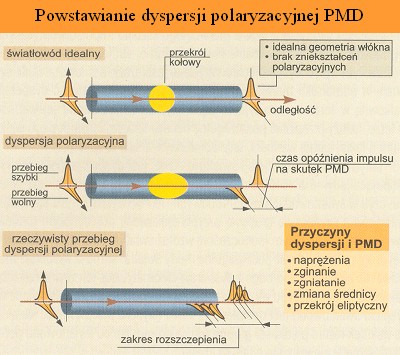 Powstawanie dyspersji polaryzacyjnej PMD
światłowód idealny
przekrój
kołowy
• idealna geometria włókna
• brak zniekształceń
polaryzacyjnych
odległość
dyspersja polaryzacyjna
przebieg
szybki
przebieg
wolny
czas opóźnienia impulsu
na skutek PMD
rzeczywisty przebieg
dyspersji polaryzacyjnej
zakres rozszczepienia
Przyczyny
dyspersji i PMD
• naprężenia
• zginanie
• zgniatanie
• zmiana średnicy
• przekrój eliptyczny